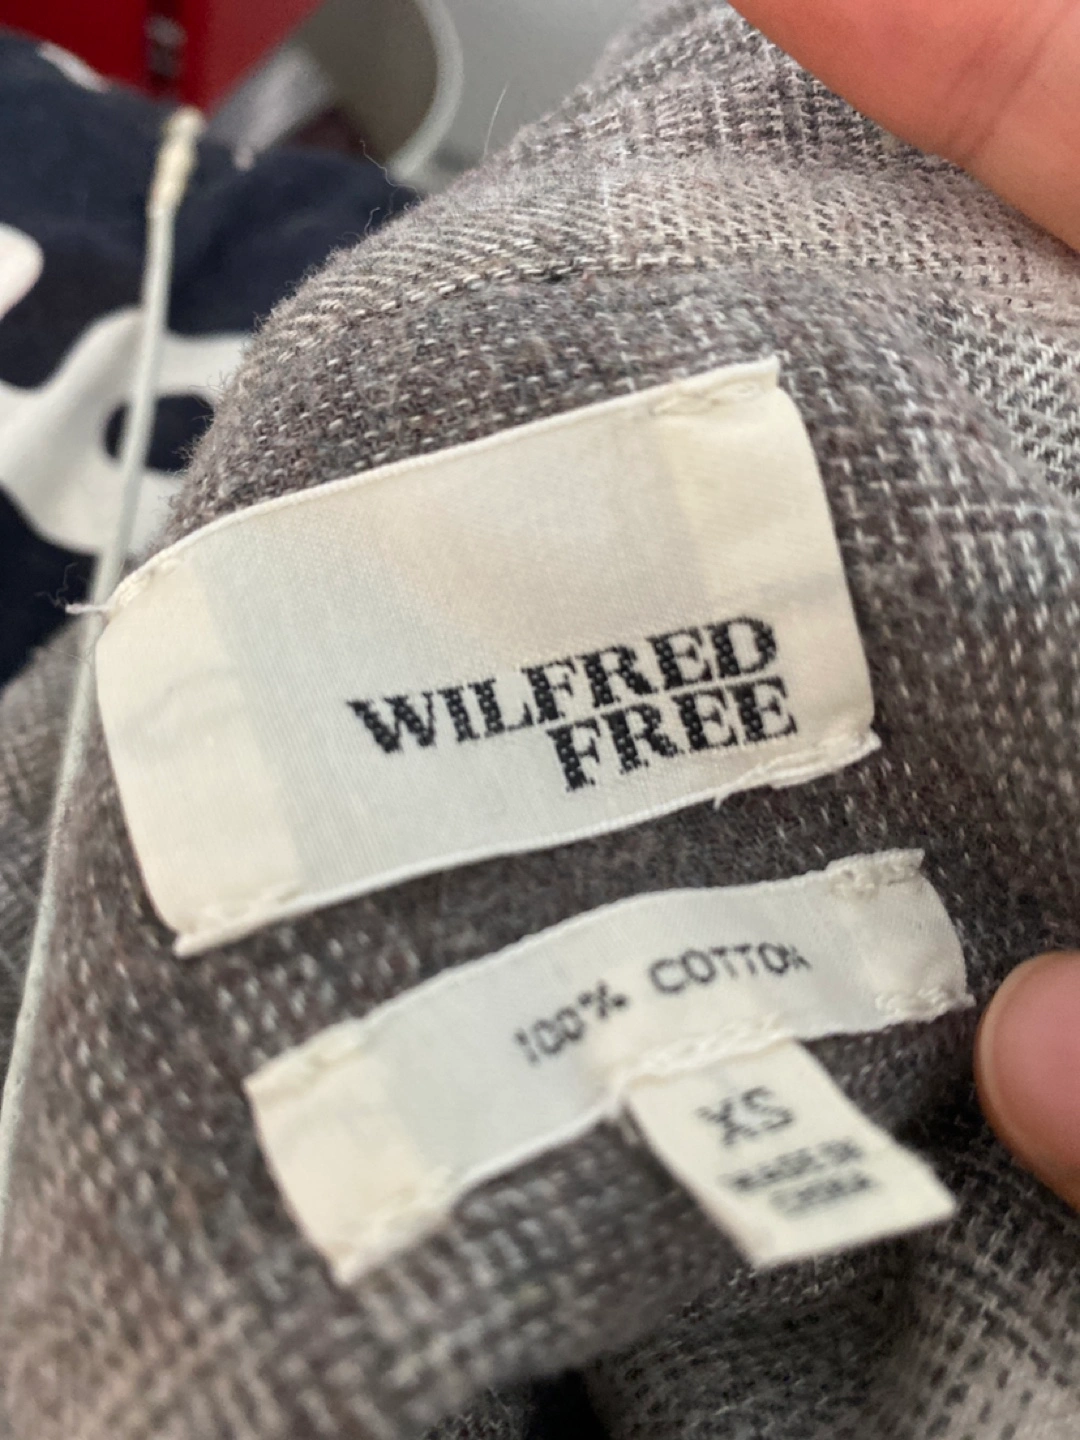 WILFRED
FREE
100% COTTON
XS
MADE IN
CHINA